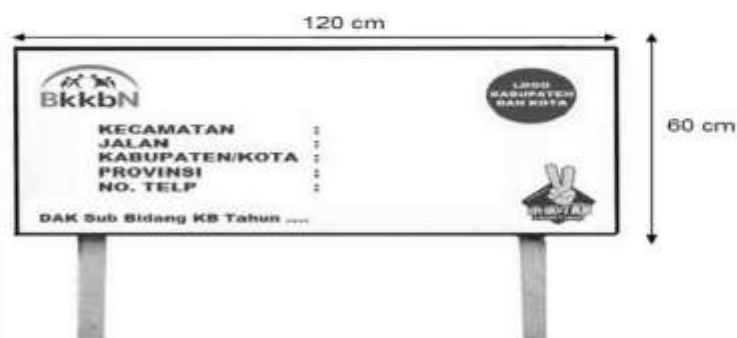 120 cm
BkkbN
LOGO
KABUPATEN
DAN KOTA
60 cm
KECAMATAN :
JALAN :
KABUPATEN/KOTA :
PROVINSI :
NO. TELP :
DAK Sub Bidang KB Tahun ....